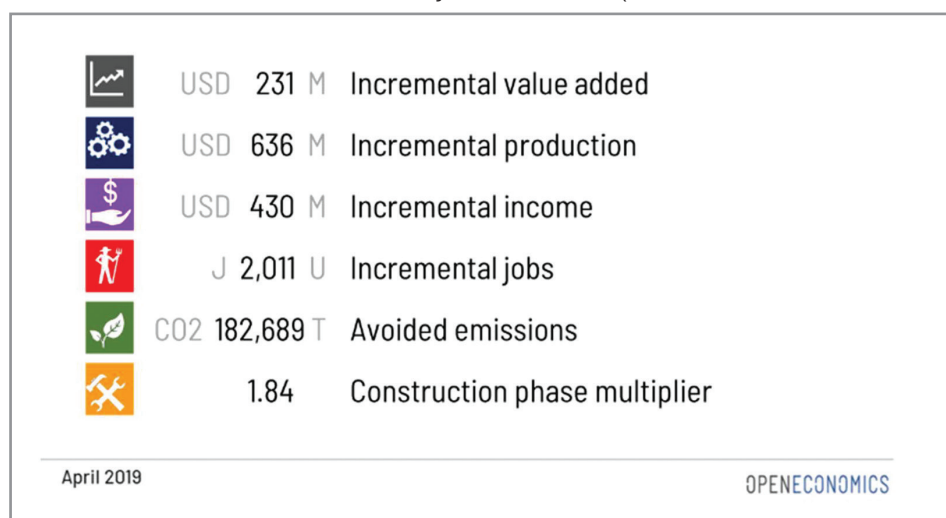 USD 231 M Incremental value added
USD 636 M Incremental production
$
USD 430 M Incremental income
J 2,011 U Incremental jobs
CO2 182,689 T Avoided emissions
1.84 Construction phase multiplier
April 2019
OPENECONOMICS